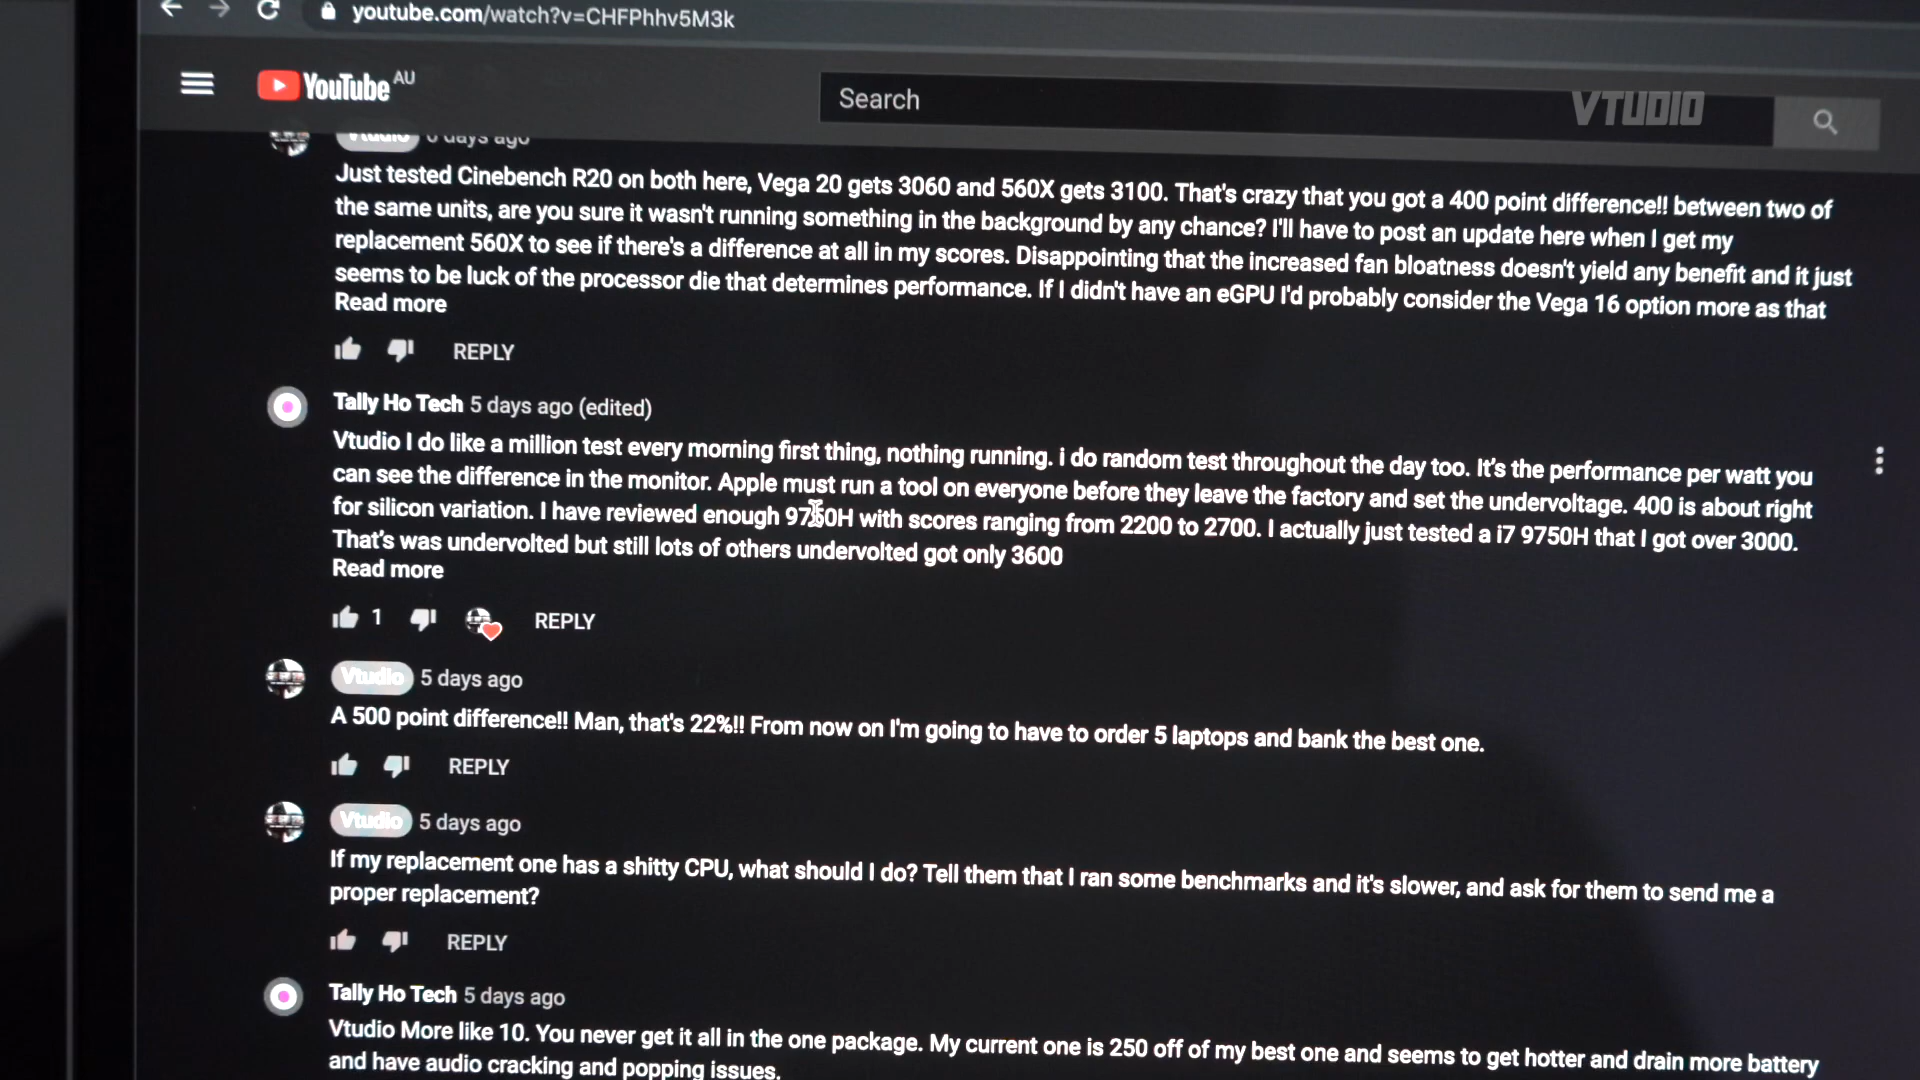 youtube.com/watch?v=CHFPhhv5M3k
YouTube AU
Search
VTUDIO
Vtudio 6 days ago
Just tested Cinebench R20 on both here, Vega 20 gets 3060 and 560X gets 3100. That's crazy that you got a 400 point difference!! between two of
the same units, are you sure it wasn't running something in the background by any chance? I'll have to post an update here when I get my
replacement 560X to see if there's a difference at all in my scores. Disappointing that the increased fan bloatness doesn't yield any benefit and it just
seems to be luck of the processor die that determines performance. If I didn't have an eGPU I'd probably consider the Vega 16 option more as that
Read more
REPLY
Tally Ho Tech 5 days ago (edited)
Vtudio I do like a million test every morning first thing, nothing running. i do random test throughout the day too. It's the performance per watt you
can see the difference in the monitor. Apple must run a tool on everyone before they leave the factory and set the undervoltage. 400 is about right
for silicon variation. I have reviewed enough 9750H with scores ranging from 2200 to 2700. I actually just tested a i7 9750H that I got over 3000.
That's was undervolted but still lots of others undervolted got only 3600
Read more
1 REPLY
Vtudio 5 days ago
A 500 point difference!! Man, that's 22%!! From now on I'm going to have to order 5 laptops and bank the best one.
REPLY
Vtudio 5 days ago
If my replacement one has a shitty CPU, what should I do? Tell them that I ran some benchmarks and it's slower, and ask for them to send me a
proper replacement?
REPLY
Tally Ho Tech 5 days ago
Vtudio More like 10. You never get it all in the one package. My current one is 250 off of my best one and seems to get hotter and drain more battery
and have audio cracking and popping issues.